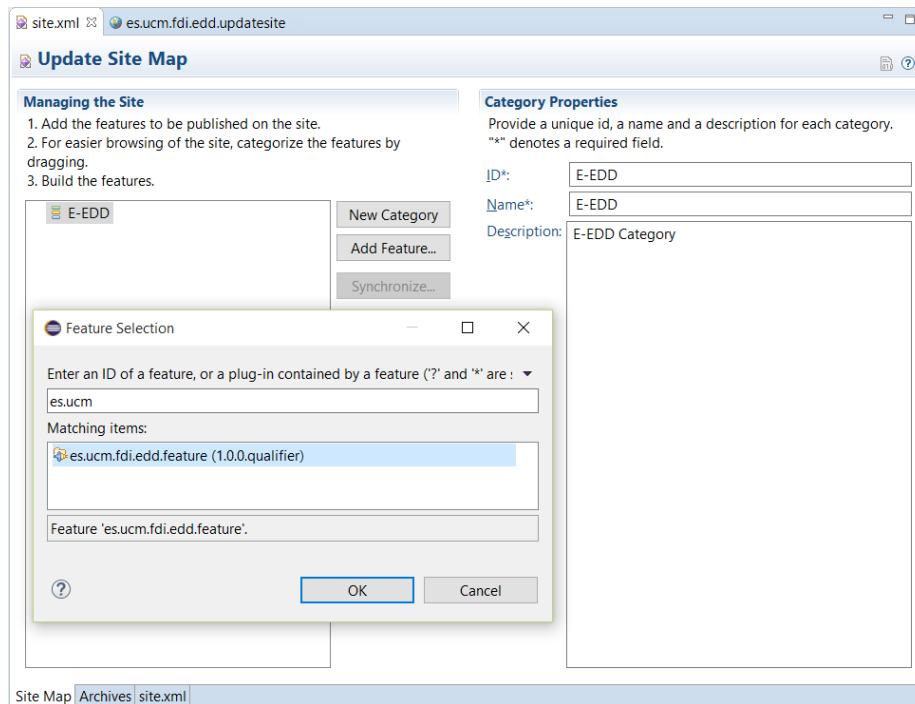 site.xml
es.ucm.fdi.edd.updatesite
Update Site Map
Managing the Site
1. Add the features to be published on the site.
2. For easier browsing of the site, categorize the features by
dragging.
3. Build the features.
E-EDD
New Category
Add Feature...
Synchronize...
Category Properties
Provide a unique id, a name and a description for each category.
"*" denotes a required field.
ID*:
E-EDD
Name*:
E-EDD
Description:
E-EDD Category
Feature Selection
Enter an ID of a feature, or a plug-in contained by a feature ('?' and '*' are :
es.ucm
Matching items:
es.ucm.fdi.edd.feature (1.0.0.qualifier)
Feature 'es.ucm.fdi.edd.feature'.
OK
Cancel
Site Map
Archives
site.xml